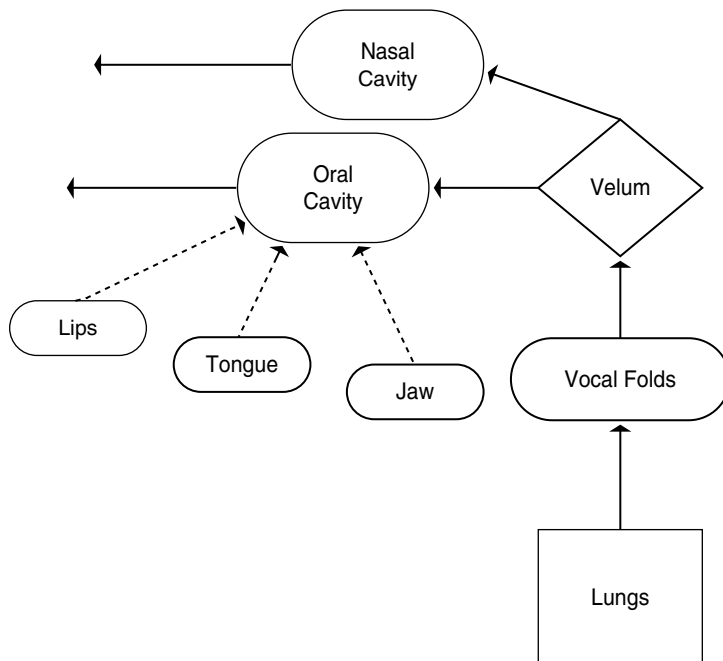 Nasal
Cavity
Oral
Cavity
Velum
Lips
Tongue
Jaw
Vocal Folds
Lungs